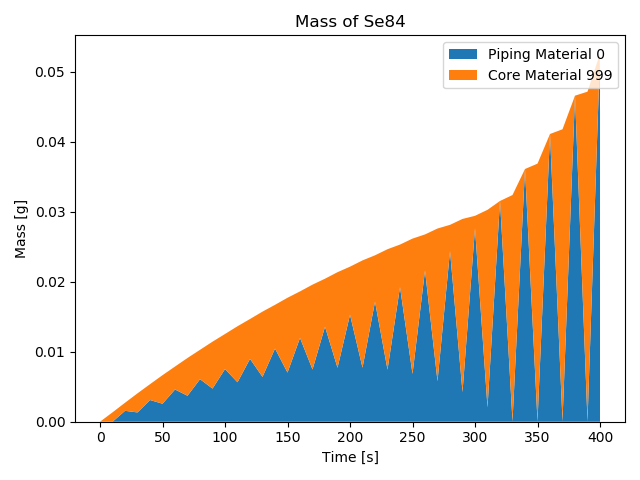 Mass of Se84
Piping Material 0
Core Material 999
0.05
0.04
0.03
0.02
0.01
0.00
Mass [g]
0 50 100 150 200 250 300 350 400
Time [s]